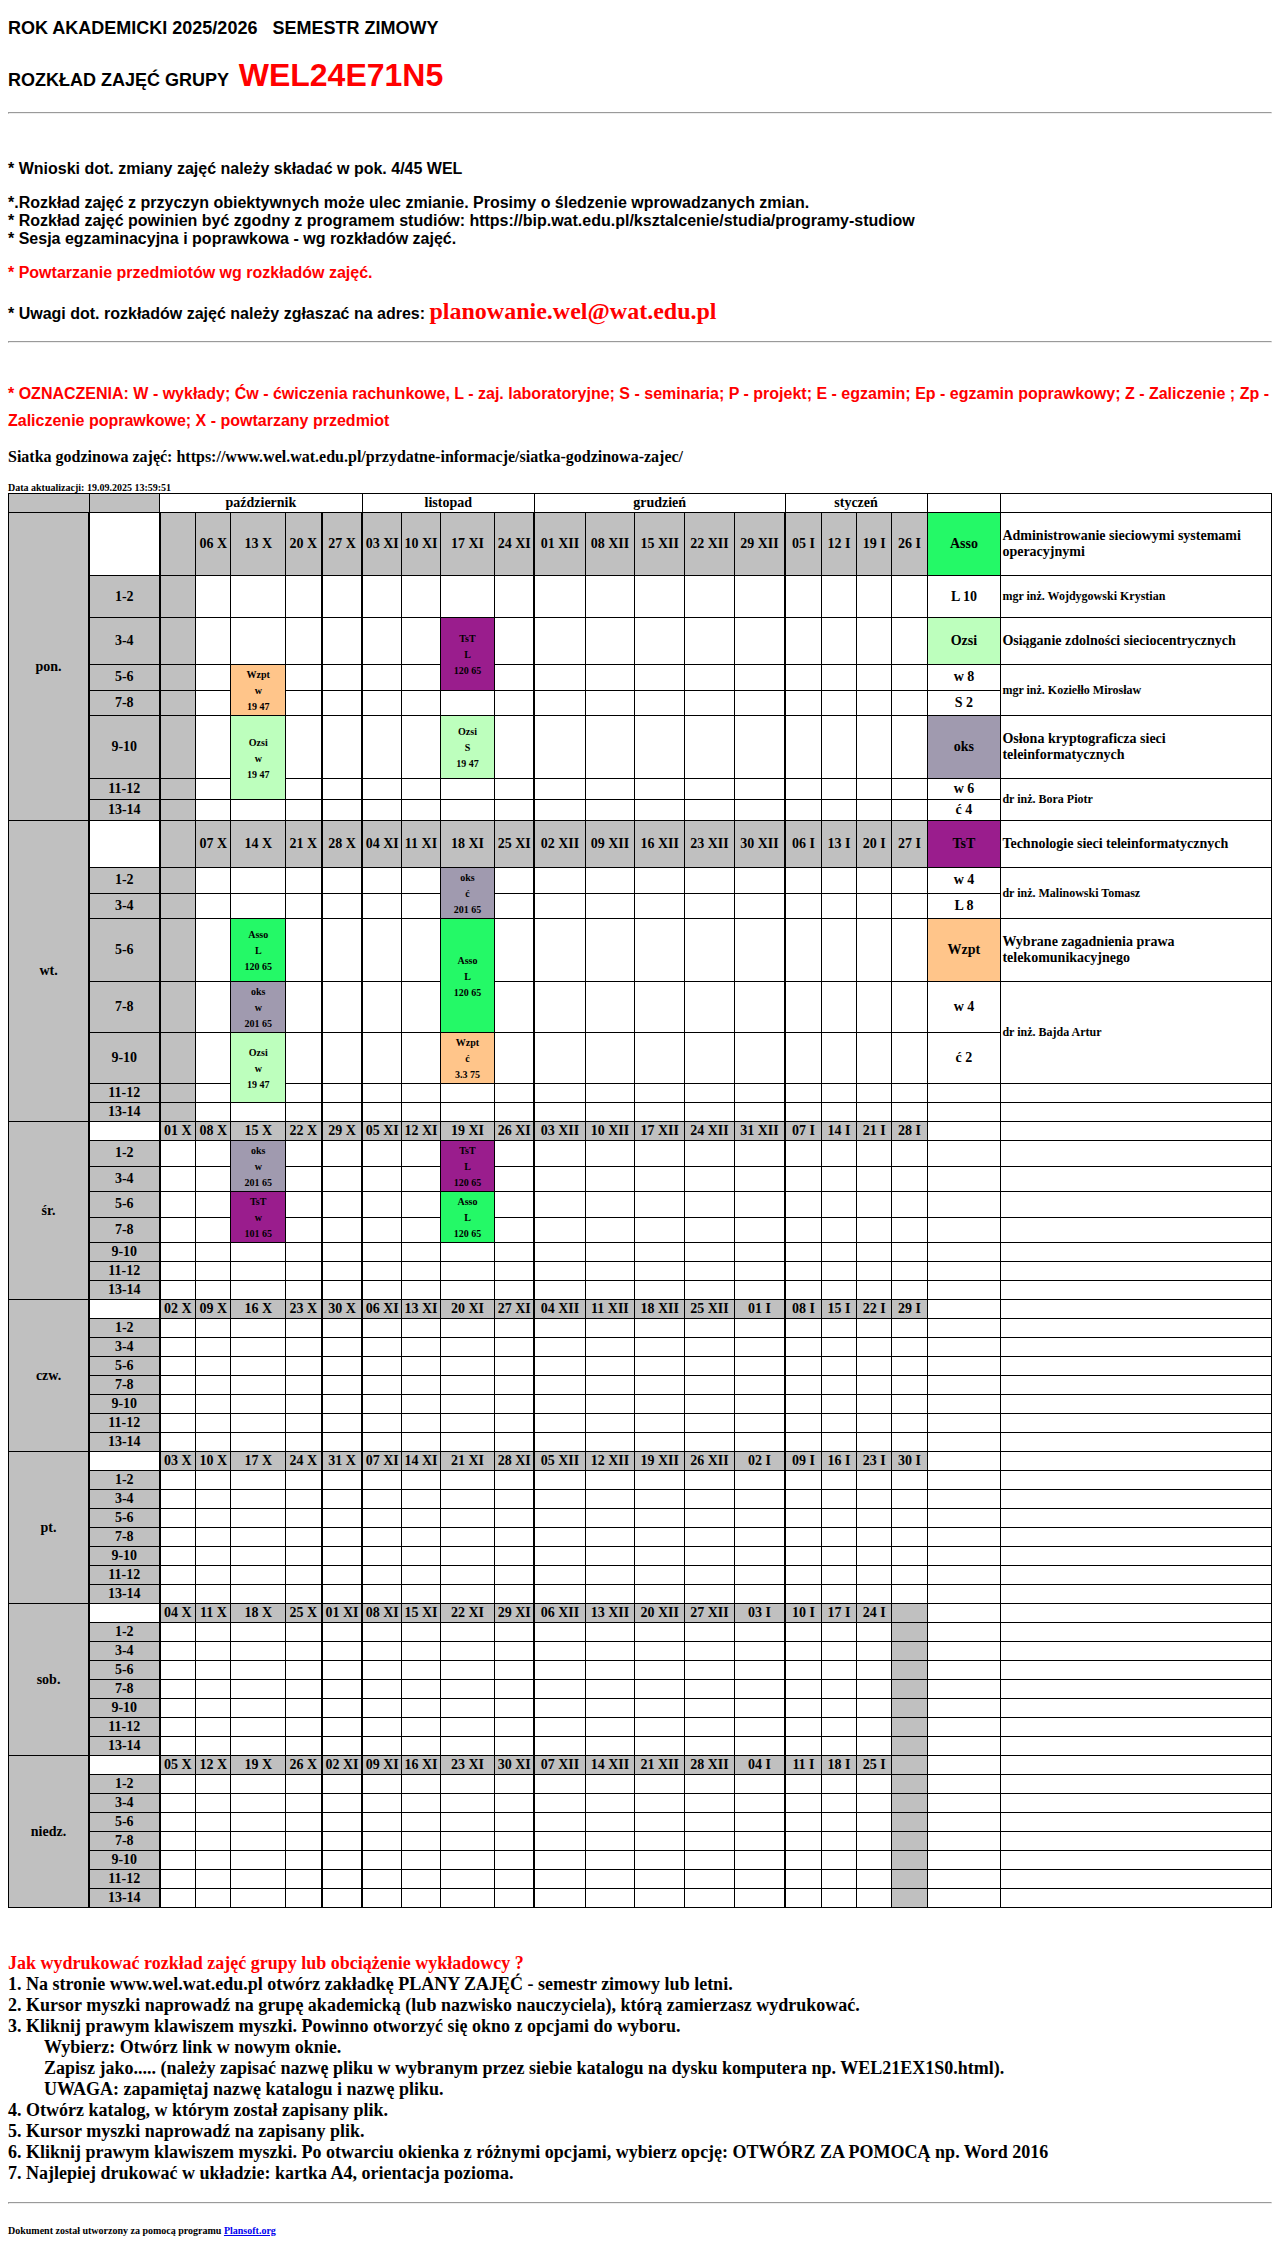 ROK AKADEMICKI 2025/2026 SEMESTR ZIMOWY
ROZKŁAD ZAJĘĆ GRUPY WEL24E71N5
* Wnioski dot. zmiany zajęć należy składać w pok. 4/45 WEL
*.Rozkład zajęć z przyczyn obiektywnych może ulec zmianie. Prosimy o śledzenie wprowadzanych zmian.
* Rozkład zajęć powinien być zgodny z programem studiów: https://bip.wat.edu.pl/ksztalcenie/studia/programy-studiow
* Sesja egzaminacyjna i poprawkowa - wg rozkładów zajęć.
* Powtarzanie przedmiotów wg rozkładów zajęć.
* Uwagi dot. rozkładów zajęć należy zgłaszać na adres: planowanie.wel@wat.edu.pl
* OZNACZENIA: W - wykłady; Ćw - ćwiczenia rachunkowe, L - zaj. laboratoryjne; S - seminaria; P - projekt; E - egzamin; Ep - egzamin poprawkowy; Z - Zaliczenie ; Zp -
Zaliczenie poprawkowe; X - powtarzany przedmiot
Siatka godzinowa zajęć: https://www.wel.wat.edu.pl/przydatne-informacje/siatka-godzinowa-zajec/
Data aktualizacji: 19.09.2025 13:59:51
październik listopad grudzień styczeń
pon.
06 X 13 X 20 X 27 X 03 XI 10 XI 17 XI 24 XI 01 XII 08 XII 15 XII 22 XII 29 XII 05 I 12 I 19 I 26 I Asso Administrowanie sieciowymi systemami
operacyjnymi
1-2 L 10 mgr inż. Wojdygowski Krystian
3-4 TsT L 120 65 Ozsi Osiąganie zdolności sieciocentrycznych
5-6 Wzpt w 19 47 w 8 mgr inż. Koziełło Mirosław
7-8 S 2
9-10 Ozsi w 19 47 Ozsi S 19 47 oks Osłona kryptograficza sieci
teleinformatycznych
11-12 w 6 dr inż. Bora Piotr
13-14 ć 4
wt.
07 X 14 X 21 X 28 X 04 XI 11 XI 18 XI 25 XI 02 XII 09 XII 16 XII 23 XII 30 XII 06 I 13 I 20 I 27 I TsT Technologie sieci teleinformatycznych
1-2 oks ć 201 65 w 4 dr inż. Malinowski Tomasz
3-4 L 8
5-6 Asso L 120 65 Asso L 120 65 Wzpt Wybrane zagadnienia prawa
telekomunikacyjnego
7-8 oks w 201 65 w 4 dr inż. Bajda Artur
9-10 Ozsi w 19 47 Wzpt ć 3.3 75 ć 2
11-12
13-14
śr.
01 X 08 X 15 X 22 X 29 X 05 XI 12 XI 19 XI 26 XI 03 XII 10 XII 17 XII 24 XII 31 XII 07 I 14 I 21 I 28 I
1-2 oks w 201 65 TsT L 120 65
3-4
5-6 TsT w 101 65 Asso L 120 65
7-8
9-10
11-12
13-14
czw.
02 X 09 X 16 X 23 X 30 X 06 XI 13 XI 20 XI 27 XI 04 XII 11 XII 18 XII 25 XII 01 I 08 I 15 I 22 I 29 I
1-2
3-4
5-6
7-8
9-10
11-12
13-14
pt.
03 X 10 X 17 X 24 X 31 X 07 XI 14 XI 21 XI 28 XI 05 XII 12 XII 19 XII 26 XII 02 I 09 I 16 I 23 I 30 I
1-2
3-4
5-6
7-8
9-10
11-12
13-14
sob.
04 X 11 X 18 X 25 X 01 XI 08 XI 15 XI 22 XI 29 XI 06 XII 13 XII 20 XII 27 XII 03 I 10 I 17 I 24 I
1-2
3-4
5-6
7-8
9-10
11-12
13-14
niedz.
05 X 12 X 19 X 26 X 02 XI 09 XI 16 XI 23 XI 30 XI 07 XII 14 XII 21 XII 28 XII 04 I 11 I 18 I 25 I
1-2
3-4
5-6
7-8
9-10
11-12
13-14
Jak wydrukować rozkład zajęć grupy lub obciążenie wykładowcy ?
1. Na stronie www.wel.wat.edu.pl otwórz zakładkę PLANY ZAJĘĆ - semestr zimowy lub letni.
2. Kursor myszki naprowadź na grupę akademicką (lub nazwisko nauczyciela), którą zamierzasz wydrukować.
3. Kliknij prawym klawiszem myszki. Powinno otworzyć się okno z opcjami do wyboru.
Wybierz: Otwórz link w nowym oknie.
Zapisz jako..... (należy zapisać nazwę pliku w wybranym przez siebie katalogu na dysku komputera np. WEL21EX1S0.html).
UWAGA: zapamiętaj nazwę katalogu i nazwę pliku.
4. Otwórz katalog, w którym został zapisany plik.
5. Kursor myszki naprowadź na zapisany plik.
6. Kliknij prawym klawiszem myszki. Po otwarciu okienka z różnymi opcjami, wybierz opcję: OTWÓRZ ZA POMOCĄ np. Word 2016
7. Najlepiej drukować w układzie: kartka A4, orientacja pozioma.
Dokument został utworzony za pomocą programu Plansoft.org